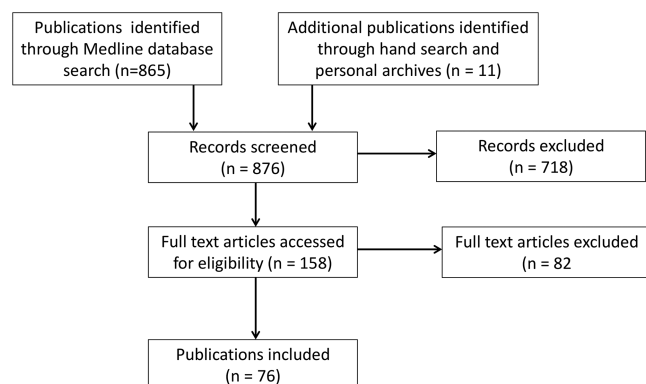 Publications  identified
through Medline database
search (n=865)
Additional publications identified
through hand search and
personal archives (n = 11)
Records screened
(n = 876)
Records excluded
(n = 718)
Full text articles accessed
for eligibility (n = 158)
Full text articles excluded
(n = 82
Publications included
(n = 76)